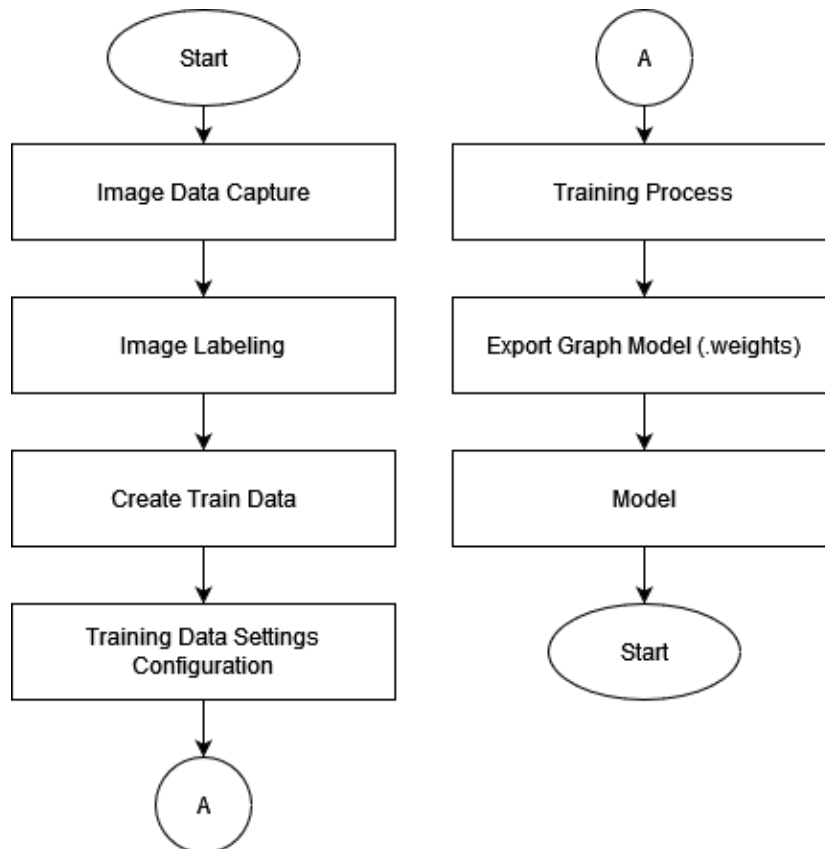 Start
Image Data Capture
Image Labeling
Create Train Data
Training Data Settings
Configuration
A
A
Training Process
Export Graph Model (.weights)
Model
Start